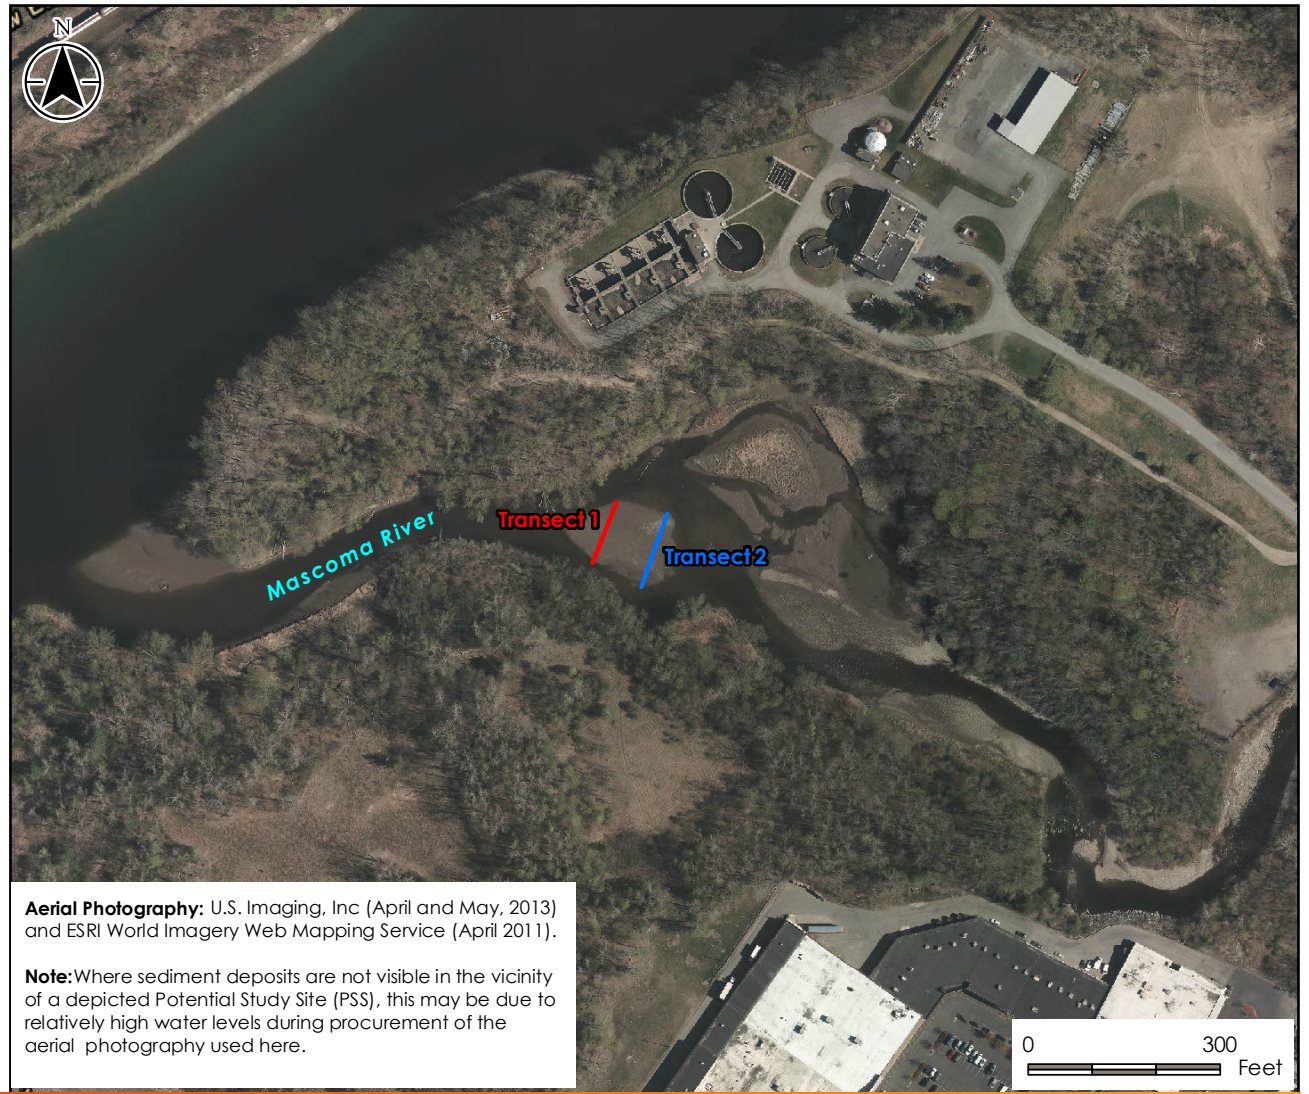 N
Transect 1
Transect 2
Mascoma River
Aerial Photography: U.S. Imaging, Inc (April and May, 2013)
and ESRI World Imagery Web Mapping Service (April 2011).
Note:Where sediment deposits are not visible in the vicinity
of a depicted Potential Study Site (PSS), this may be due to
relatively high water levels during procurement of the
aerial photography used here.
0 300
Feet